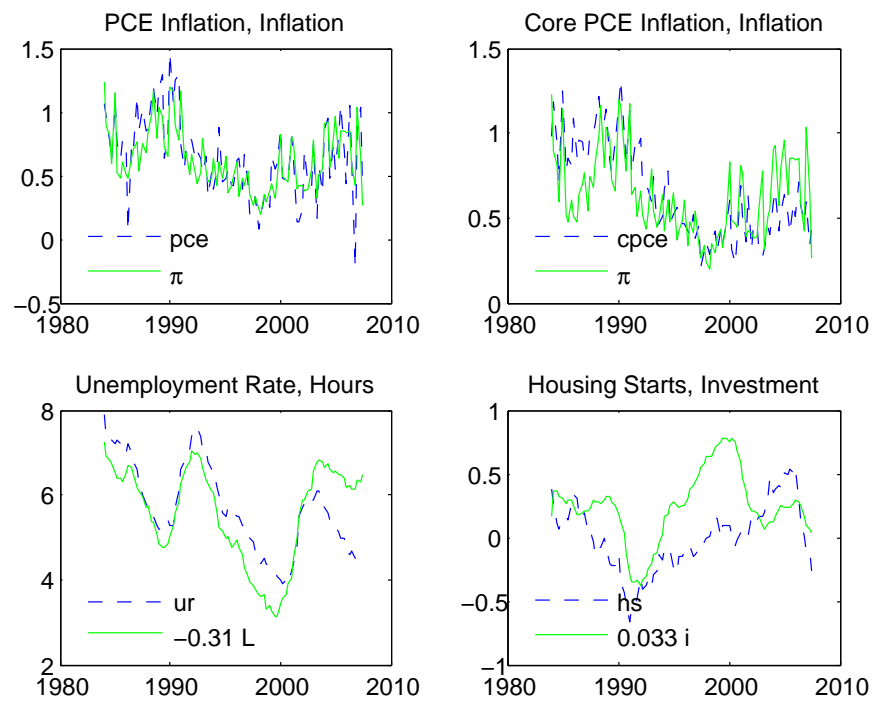 PCE Inflation, Inflation
1.5
1
0.5
0
−0.5
pce
π
1980 1990 2000 2010
Core PCE Inflation, Inflation
1.5
1
0.5
0
cpce
π
1980 1990 2000 2010
Unemployment Rate, Hours
8
6
4
2
ur
−0.31 L
1980 1990 2000 2010
Housing Starts, Investment
1
0.5
0
−0.5
−1
hs
0.033 i
1980 1990 2000 2010